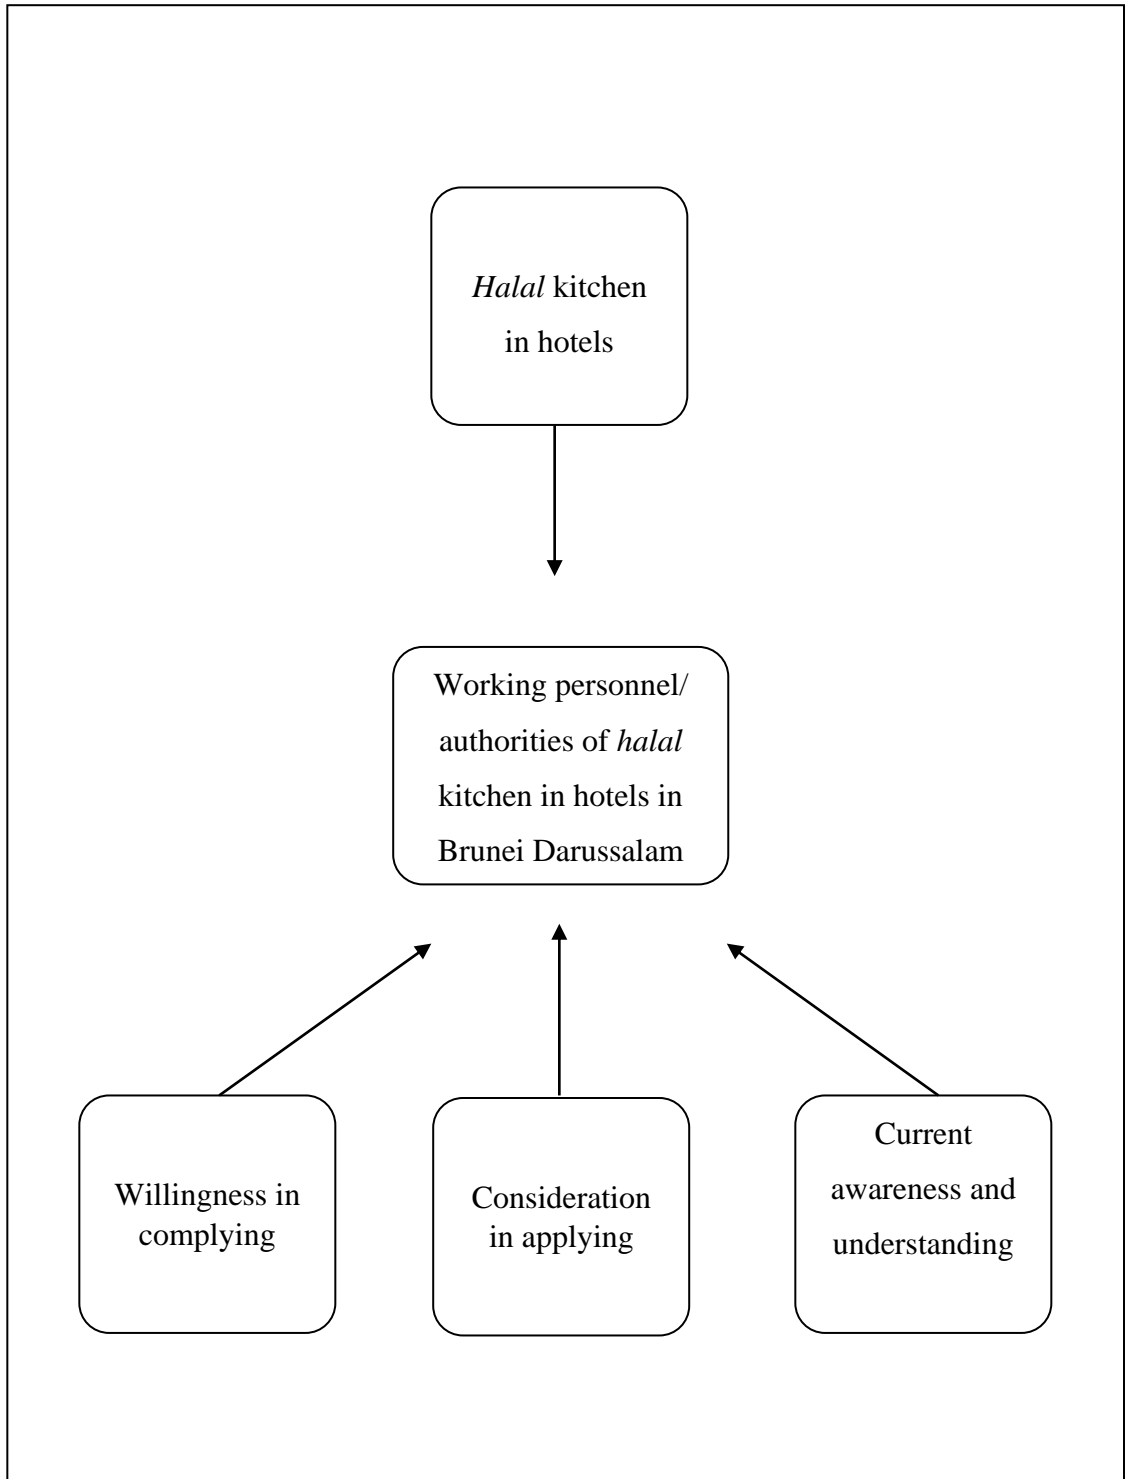 Halal kitchen
in hotels
Working personnel/
authorities of halal
kitchen in hotels in
Brunei Darussalam
Willingness in
complying
Consideration
in applying
Current
awareness and
understanding